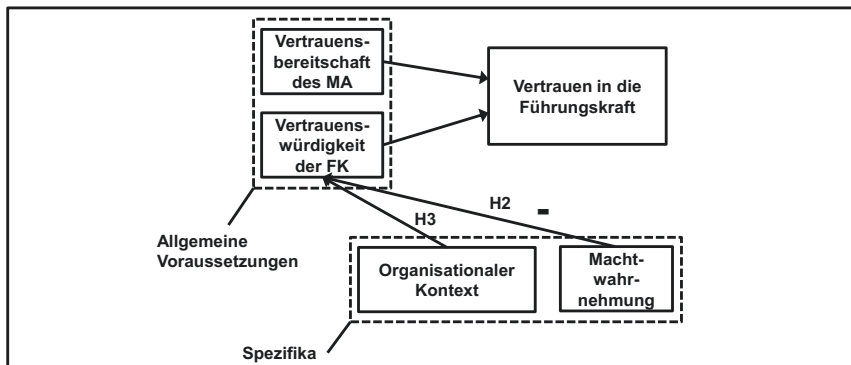 Vertrauens-
bereitschaft
des MA
Vertrauen in die
Führungskraft
Vertrauens-
würdigkeit
der FK
H2
-
H3
Allgemeine
Voraussetzungen
Organisationaler
Kontext
Macht-
wahr-
nehmung
Spezifika